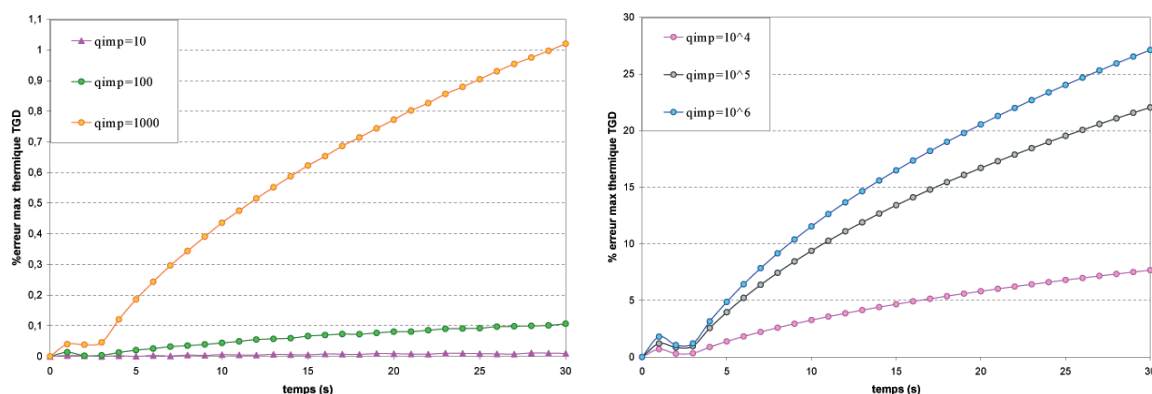 %erreur max thermique TGD
1,1
1
0,9
0,8
0,7
0,6
0,5
0,4
0,3
0,2
0,1
0
qimp=10
qimp=100
qimp=1000
0 5 10 15 20 25 30
temps (s)
% erreur max thermique TGD
30
25
20
15
10
5
0
qimp=10^4
qimp=10^5
qimp=10^6
0 5 10 15 20 25 30
temps (s)